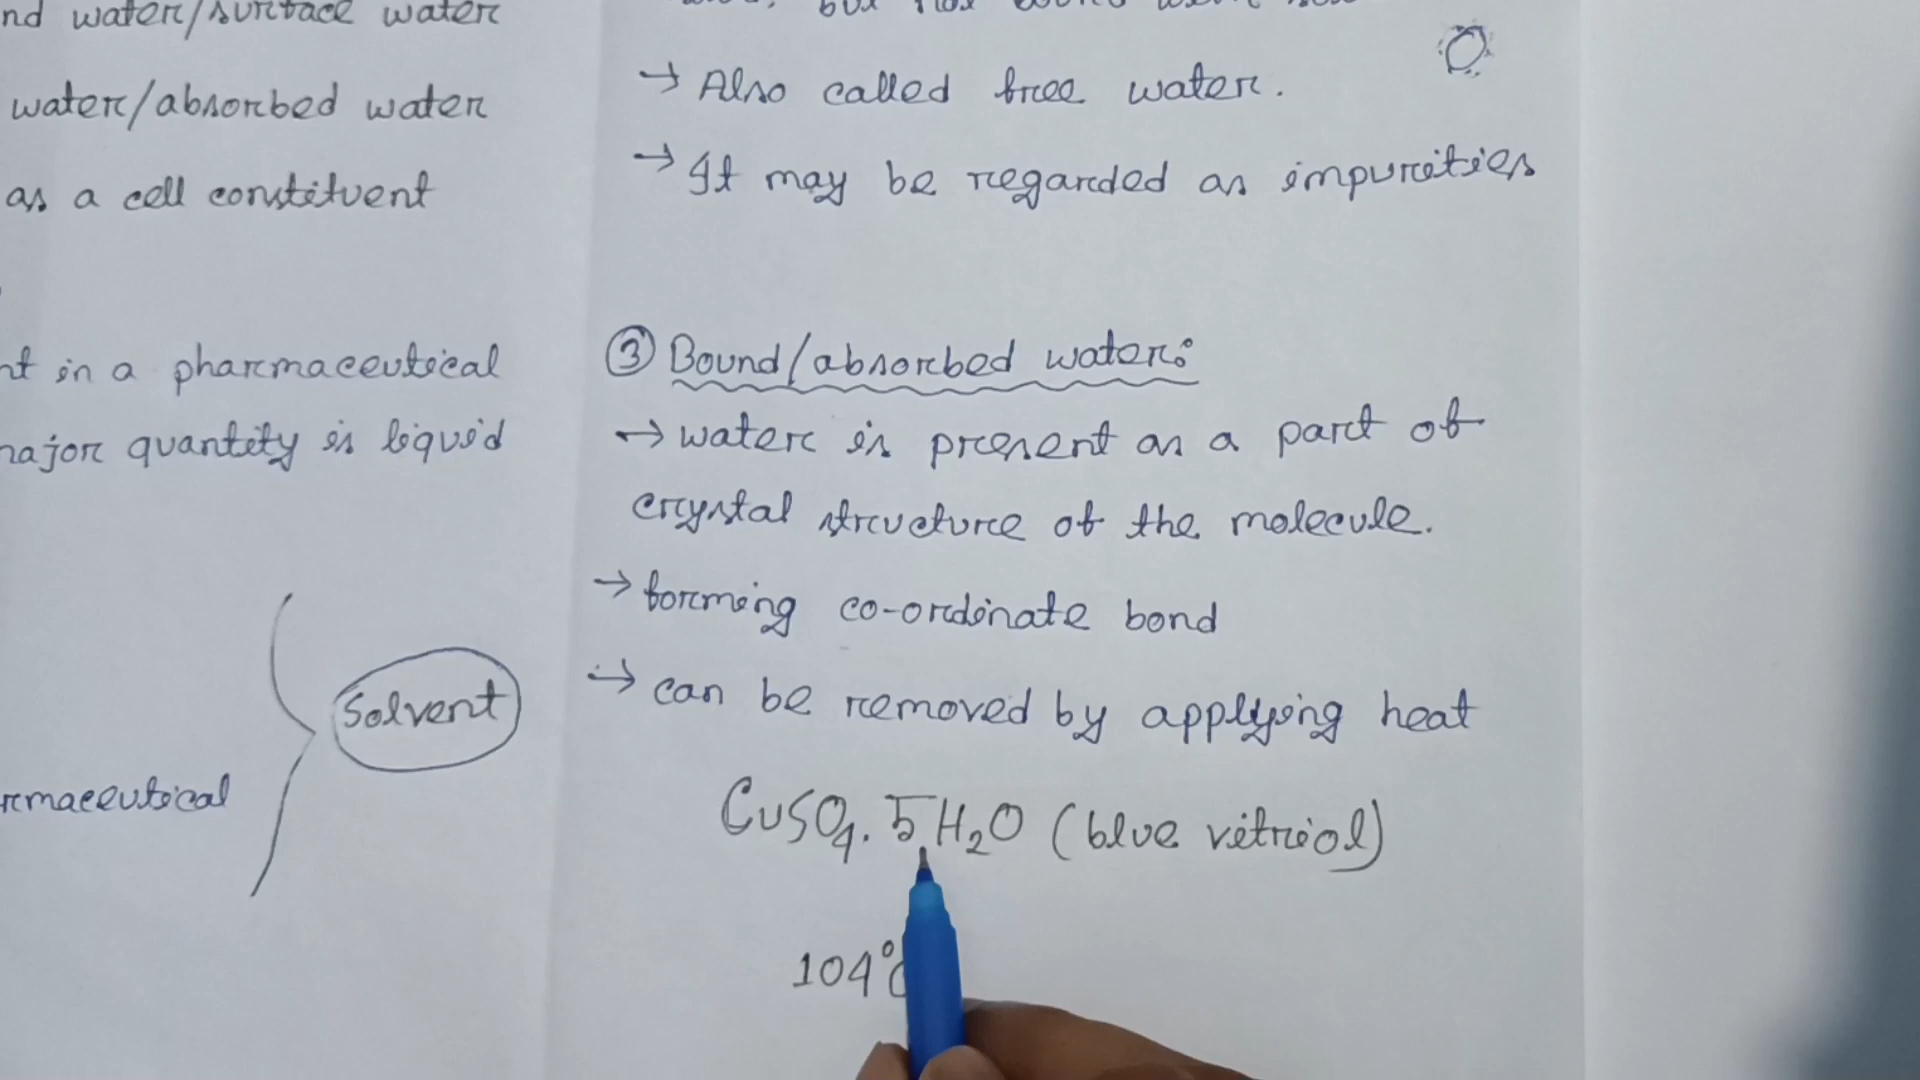 nd water/surface water
water/absorbed water
as a cell constituent
nt in a pharmaceutical
major quantity is liquid
Solvent
rmaceutical
→ Also called free water.
→ It may be regarded as impurities
③ Bound/absorbed water:
→ water is present as a part of
crystal structure of the molecule.
→ forming co-ordinate bond
→ can be removed by applying heat
CuSO4. 5H2O (blue vitriol)
104°C